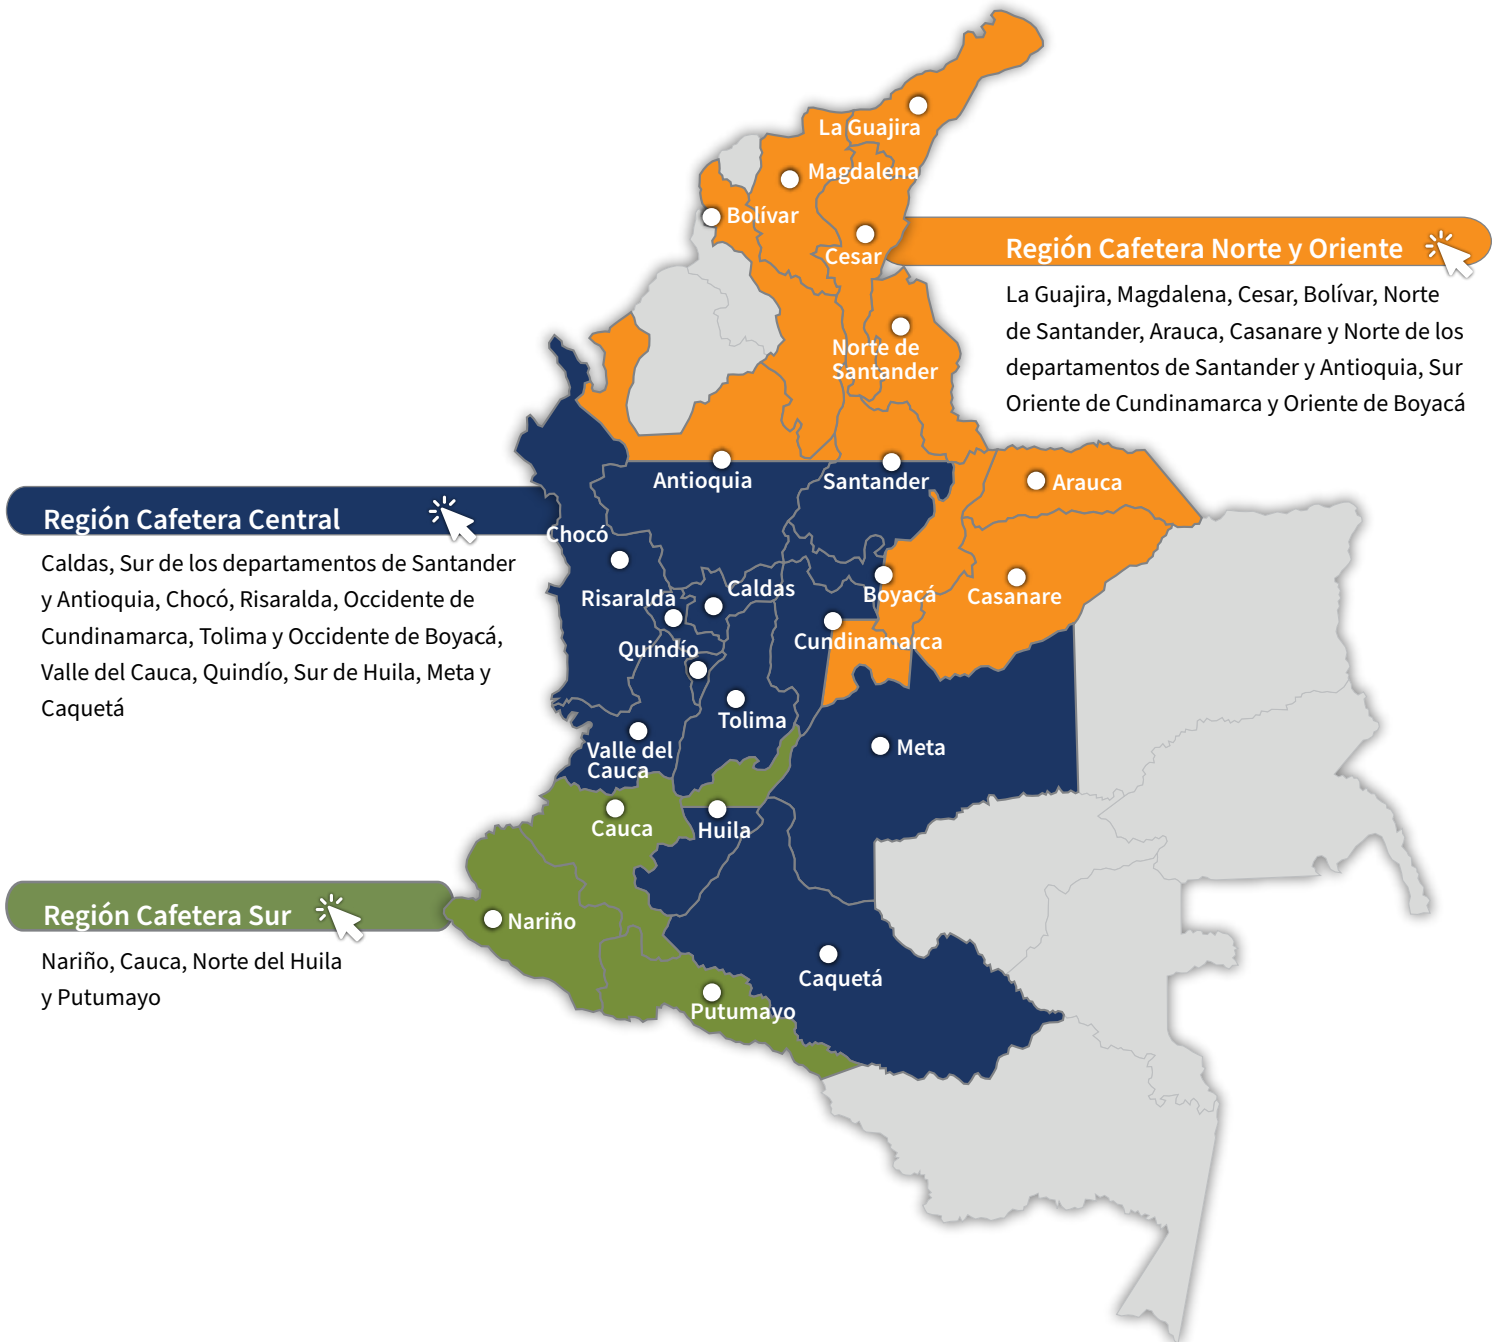 La Guajira
Magdalena
Bolívar
Cesar
Región Cafetera Norte y Oriente
La Guajira, Magdalena, Cesar, Bolívar, Norte
de Santander, Arauca, Casanare y Norte de los
departamentos de Santander y Antioquia, Sur
Oriente de Cundinamarca y Oriente de Boyacá
Norte de
Santander
Antioquia
Santander
Arauca
Región Cafetera Central
Caldas, Sur de los departamentos de Santander
y Antioquia, Chocó, Risaralda, Occidente de
Cundinamarca, Tolima y Occidente de Boyacá,
Valle del Cauca, Quindío, Sur de Huila, Meta y
Caquetá
Chocó
Caldas
Risaralda
Boyacá
Casanare
Quindío
Cundinamarca
Tolima
Valle del
Cauca
Meta
Cauca
Huila
Región Cafetera Sur
Nariño, Cauca, Norte del Huila
y Putumayo
Nariño
Caquetá
Putumayo